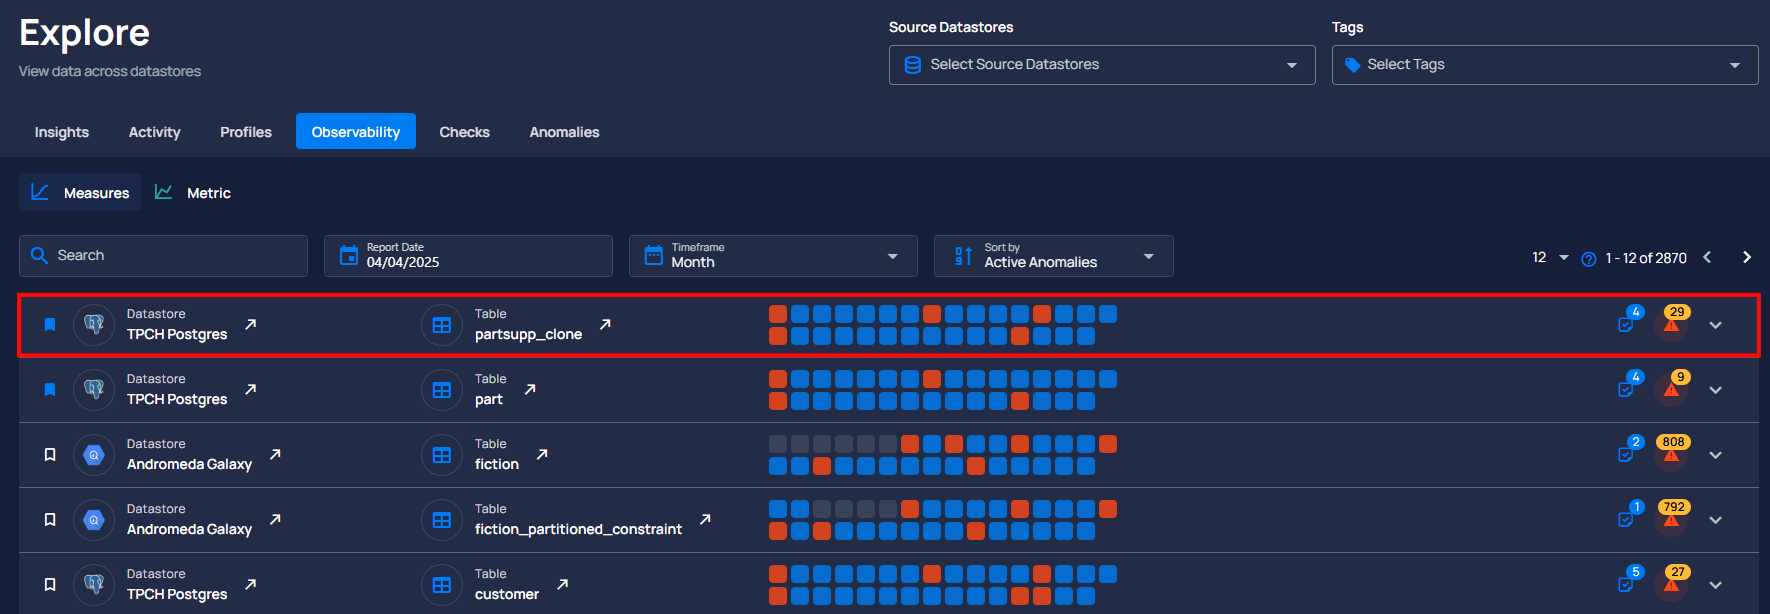 Explore
View data across datastores
Source Datastores
Select Source Datastores
Tags
Select Tags
Insights Activity Profiles Observability Checks Anomalies
Measures Metric
Search
Report Date
04/04/2025
Timeframe
Month
Sort by
Active Anomalies
12 1 - 12 of 2870
Datastore
TPCH Postgres
Table
partsupp_clone
4 29
Datastore
TPCH Postgres
Table
part
4 9
Datastore
Andromeda Galaxy
Table
fiction
2 808
Datastore
Andromeda Galaxy
Table
fiction_partitioned_constraint
1 792
Datastore
TPCH Postgres
Table
customer
5 27